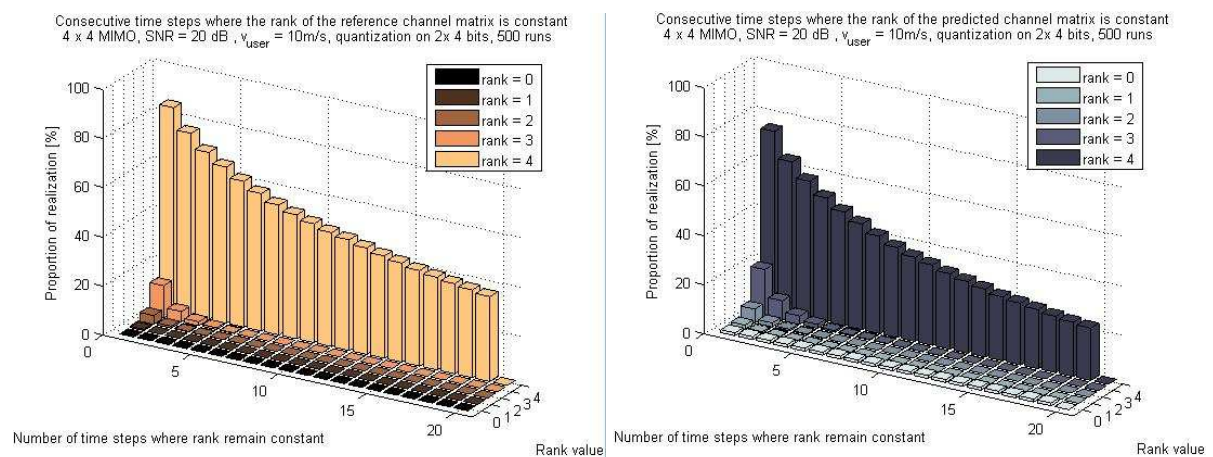 Consecutive time steps where the rank of the reference channel matrix is constant
4 x 4 MIMO, SNR = 20 dB , v_user = 10m/s, quantization on 2x 4 bits, 500 runs
rank = 0
rank = 1
rank = 2
rank = 3
rank = 4
Proportion of realization [%]
100
80
60
40
20
0
0
5
10
15
20
0
1
2
3
4
Number of time steps where rank remain constant
Rank value
Consecutive time steps where the rank of the predicted channel matrix is constant
4 x 4 MIMO, SNR = 20 dB , v_user = 10m/s, quantization on 2x 4 bits, 500 runs
rank = 0
rank = 1
rank = 2
rank = 3
rank = 4
Proportion of realization [%]
100
80
60
40
20
0
0
5
10
15
20
0
1
2
3
4
Number of time steps where rank remain constant
Rank value